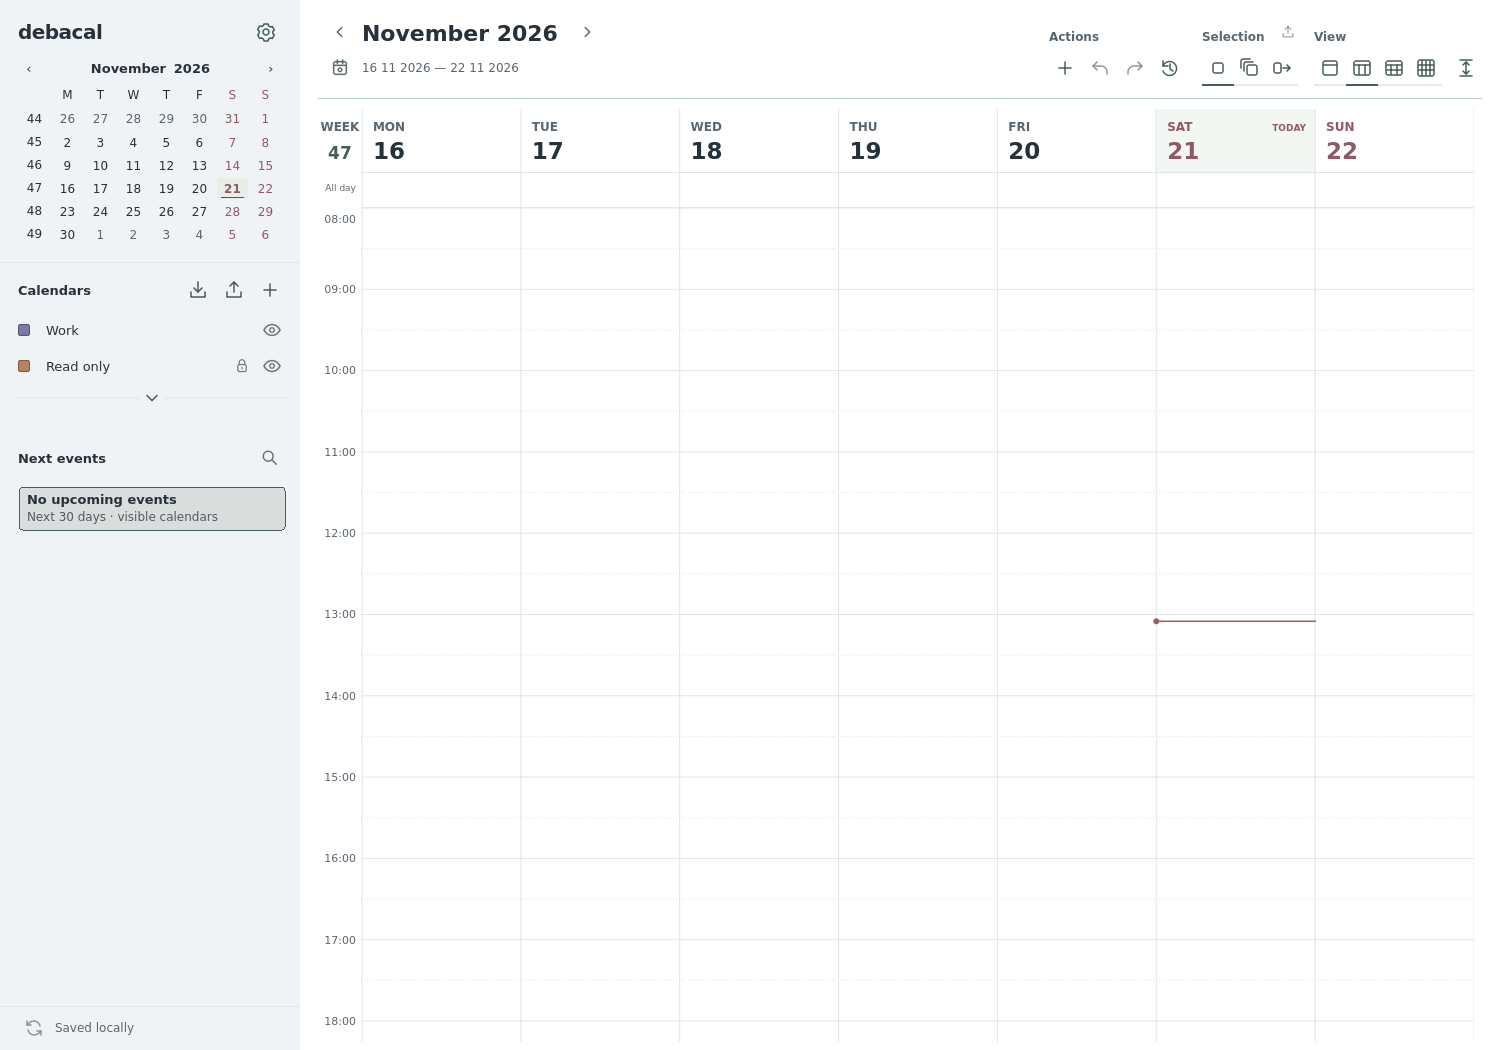 debacal
‹ November 2026 ›
M T W T F S S
44 26 27 28 29 30 31 1
45 2 3 4 5 6 7 8
46 9 10 11 12 13 14 15
47 16 17 18 19 20 21 22
48 23 24 25 26 27 28 29
49 30 1 2 3 4 5 6
Calendars
Work
Read only
Next events
No upcoming events
Next 30 days · visible calendars
Saved locally
November 2026
16 11 2026 — 22 11 2026
Actions
Selection
View
WEEK MON TUE WED THU FRI SAT TODAY SUN
47 16 17 18 19 20 21 22
All day
08:00
09:00
10:00
11:00
12:00
13:00
14:00
15:00
16:00
17:00
18:00